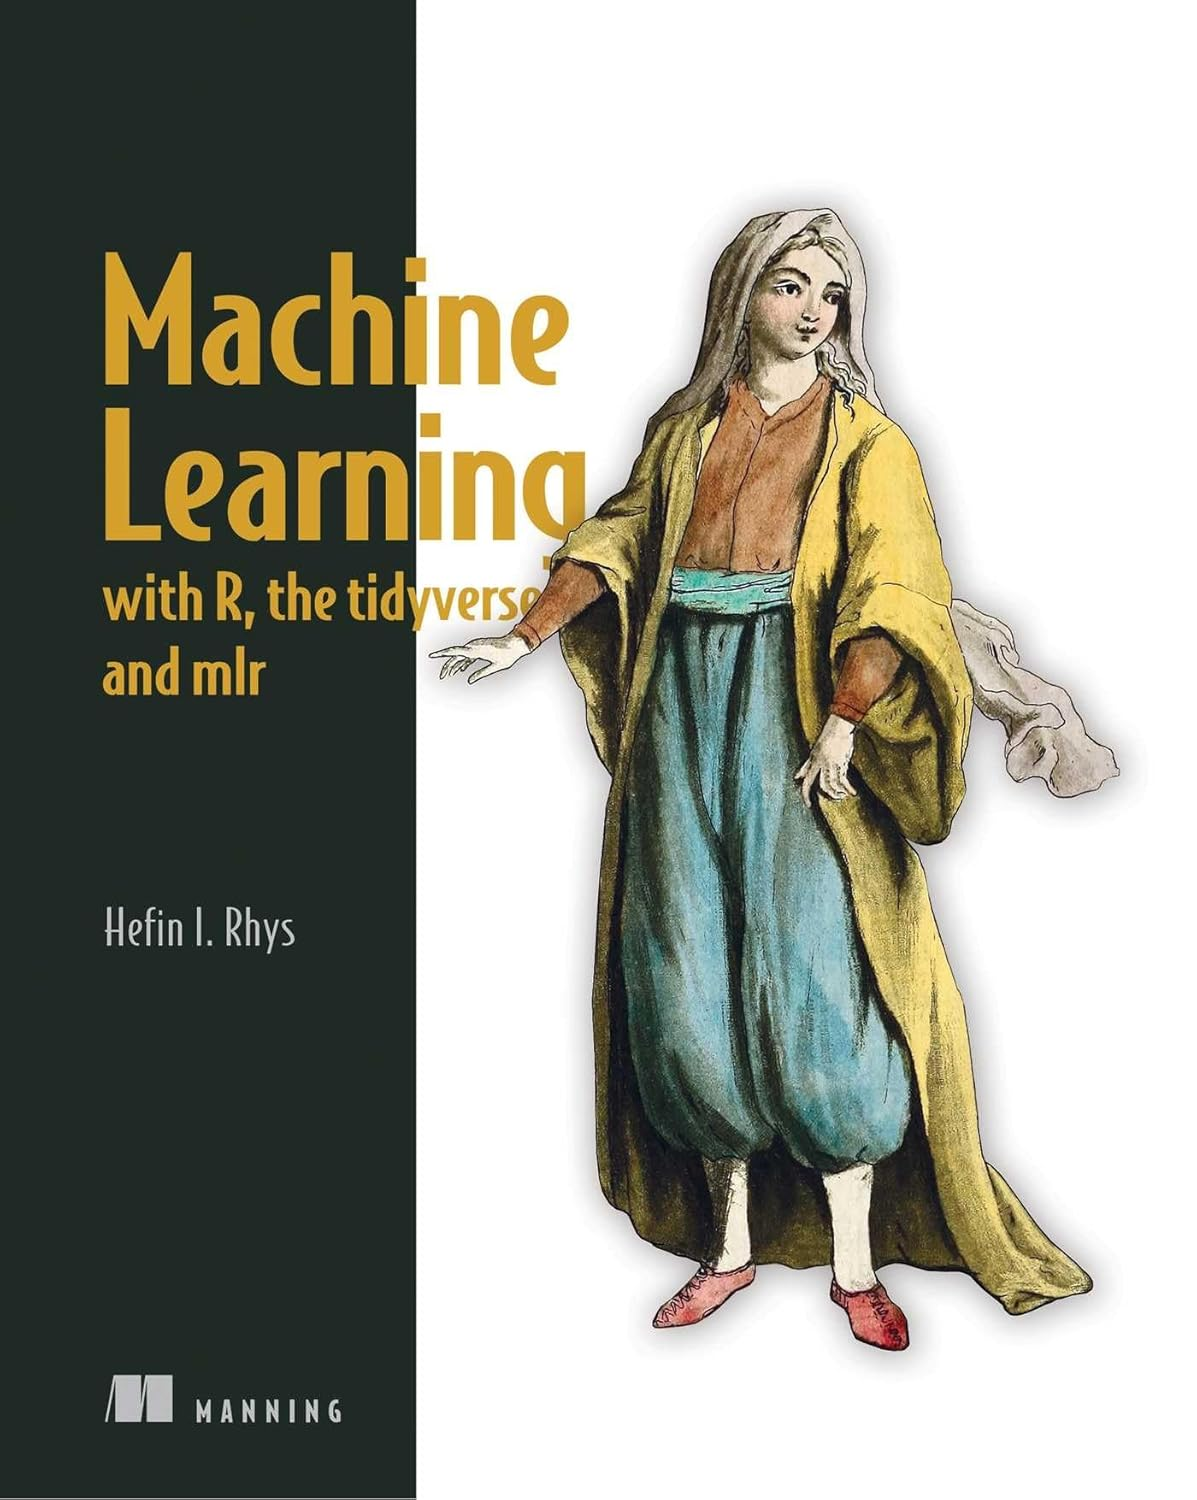 Machine
Learning
with R, the tidyverse
and mlr
Hefin I. Rhys
MANNING